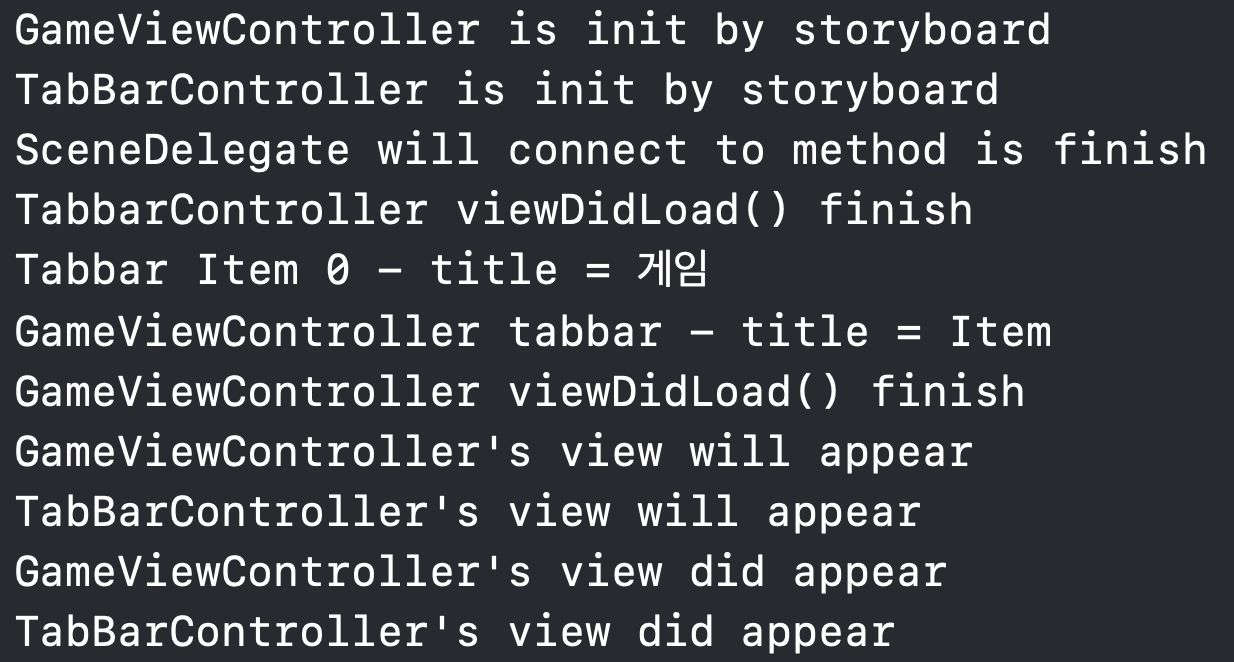 GameViewController is init by storyboard
TabBarController is init by storyboard
SceneDelegate will connect to method is finish
TabbarController viewDidLoad() finish
Tabbar Item 0 – title = 게임
GameViewController tabbar – title = Item
GameViewController viewDidLoad() finish
GameViewController's view will appear
TabBarController's view will appear
GameViewController's view did appear
TabBarController's view did appear